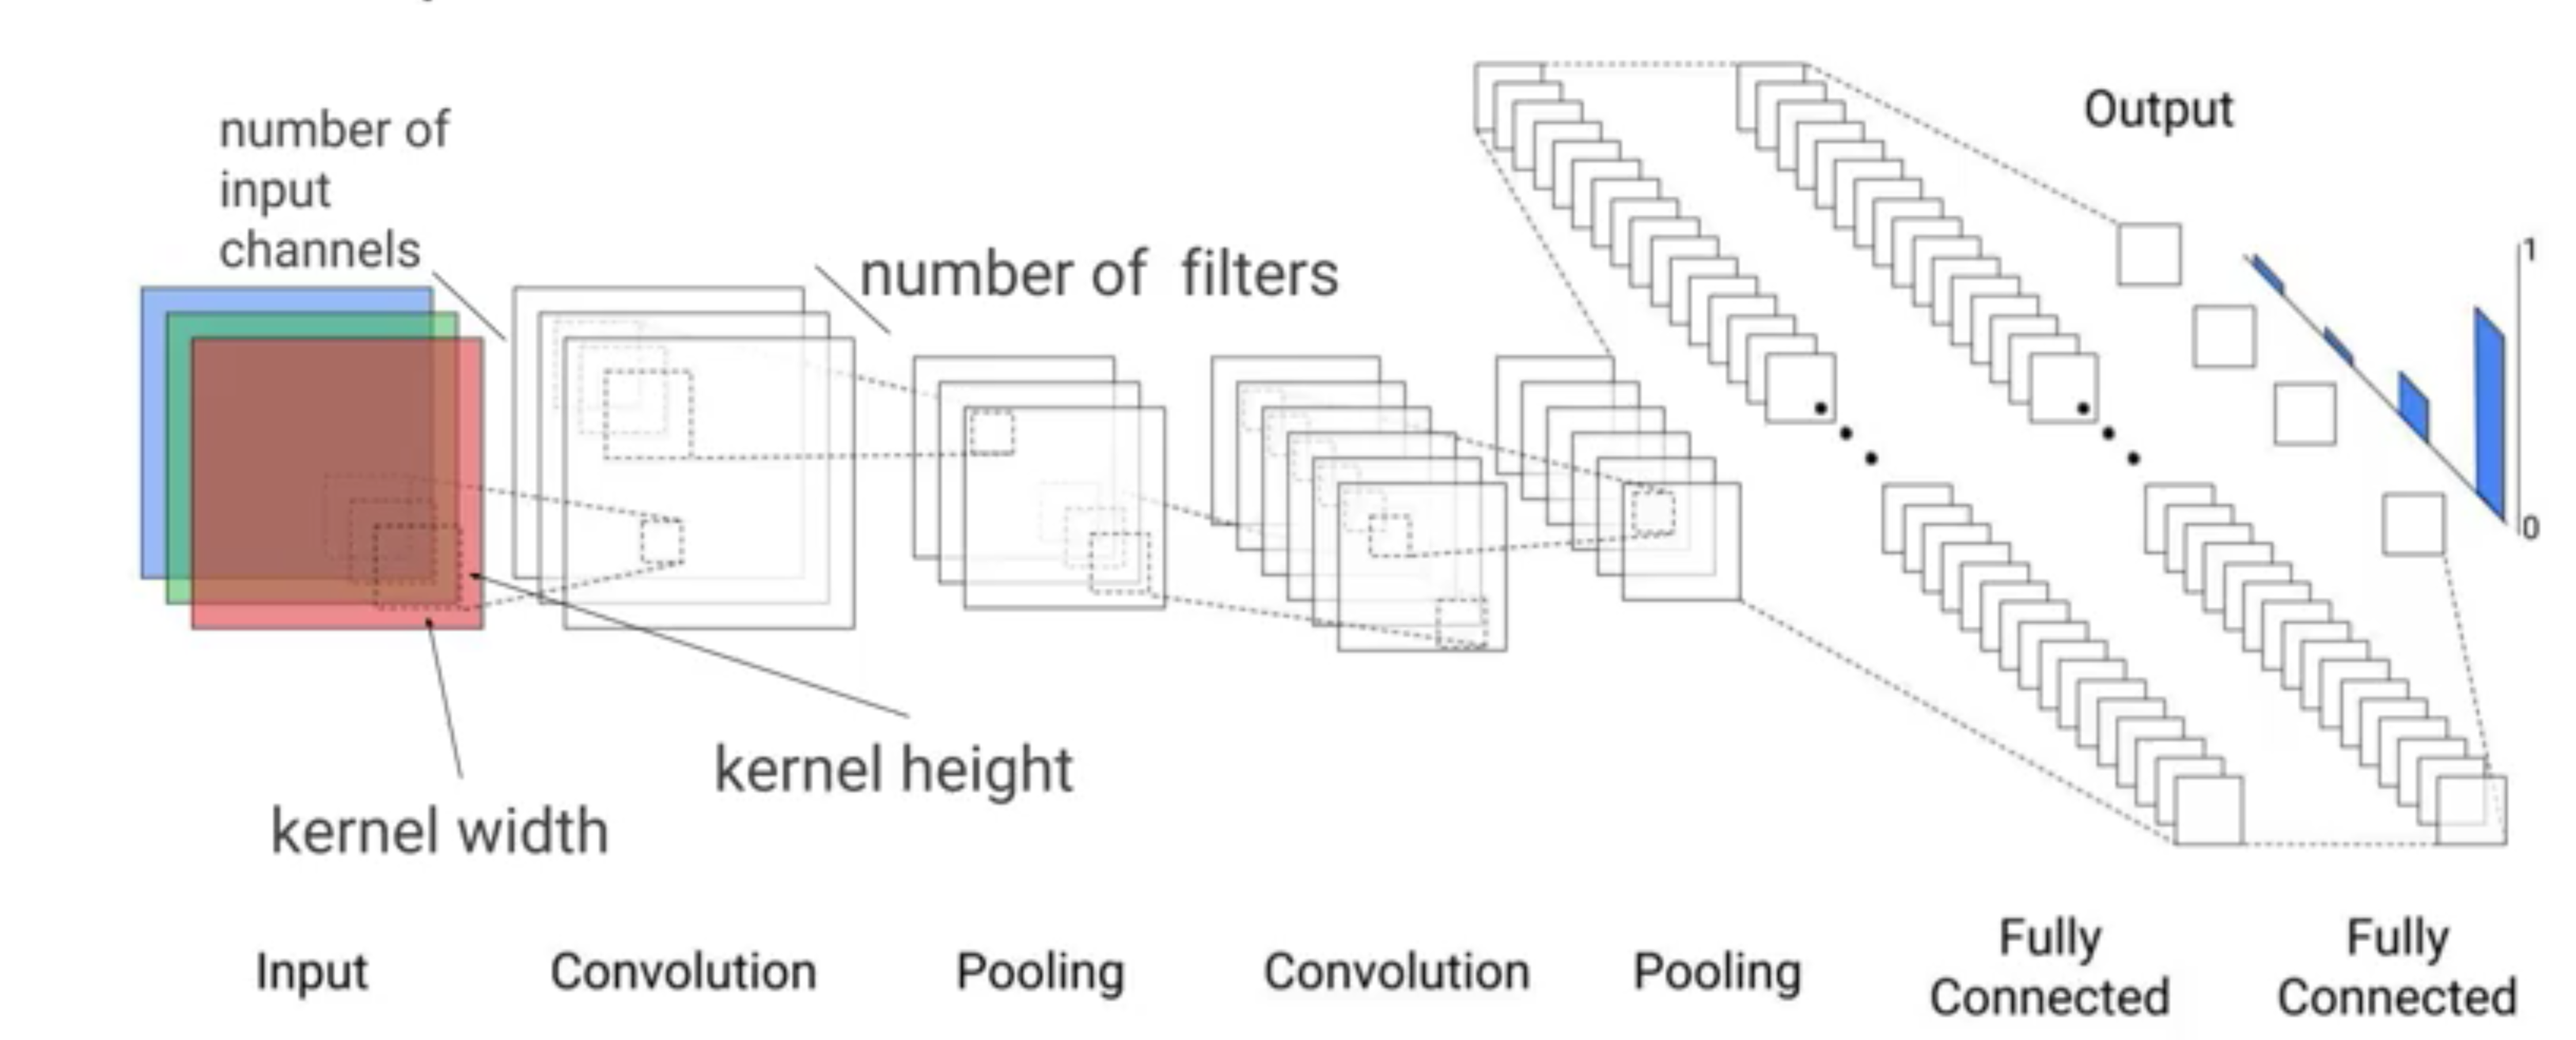 number of
input
channels
number of filters
Output
1
0
kernel height
kernel width
Input
Convolution
Pooling
Convolution
Pooling
Fully
Connected
Fully
Connected